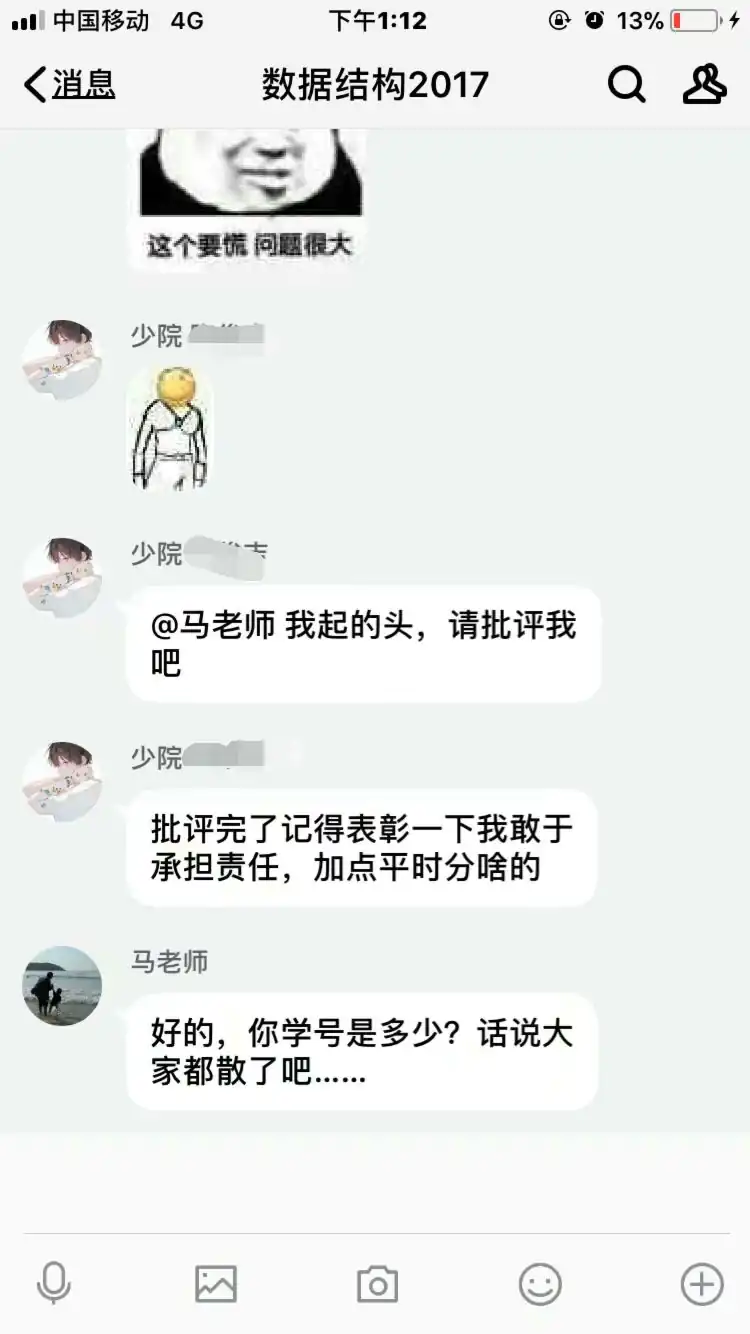 中国移动 4G 下午1:12 13%
消息 数据结构2017
这个要慌 问题很大
少院
少院
@马老师 我起的头，请批评我
吧
少院
批评完了记得表彰一下我敢于
承担责任，加点平时分啥的
马老师
好的，你学号是多少？话说大
家都散了吧......